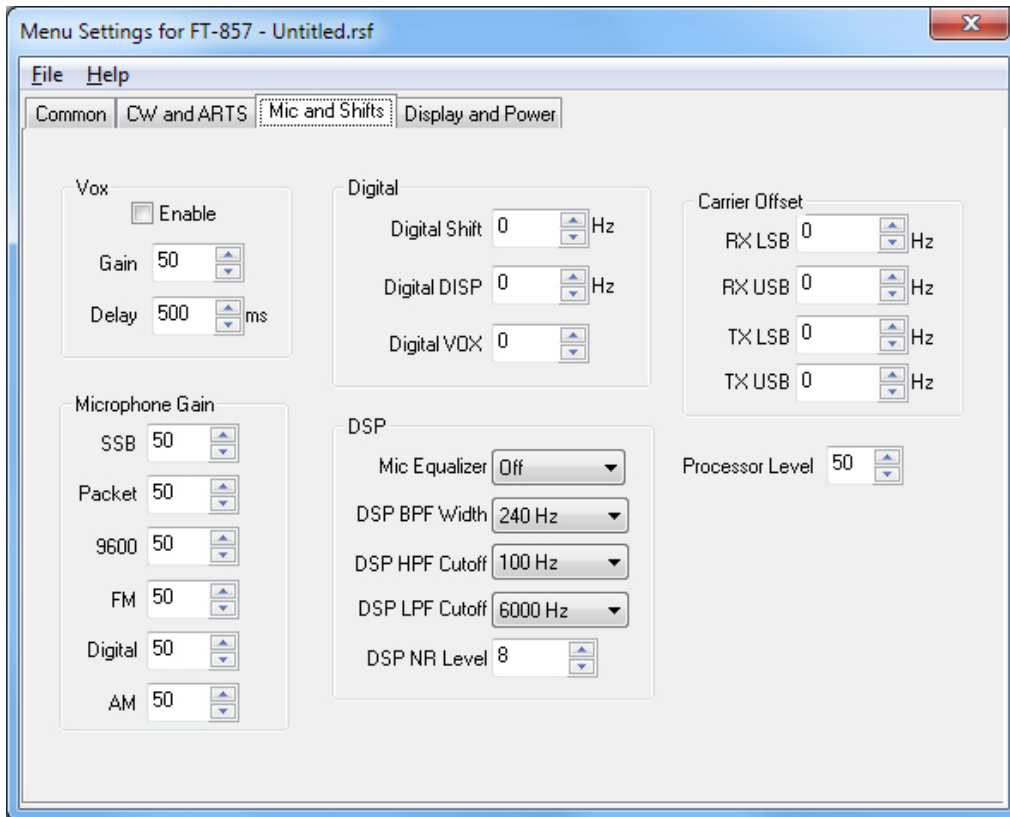 Menu Settings for FT-857 - Untitled.rsf
File Help
Common CW and ARTS Mic and Shifts Display and Power
Vox
Enable
Gain 50
Delay 500 ms
Digital
Digital Shift 0 Hz
Digital DISP 0 Hz
Digital VOX 0
Carrier Offset
RX LSB 0 Hz
RX USB 0 Hz
TX LSB 0 Hz
TX USB 0 Hz
Microphone Gain
SSB 50
Packet 50
9600 50
FM 50
Digital 50
AM 50
DSP
Mic Equalizer Off
DSP BPF Width 240 Hz
DSP HPF Cutoff 100 Hz
DSP LPF Cutoff 6000 Hz
DSP NR Level 8
Processor Level 50